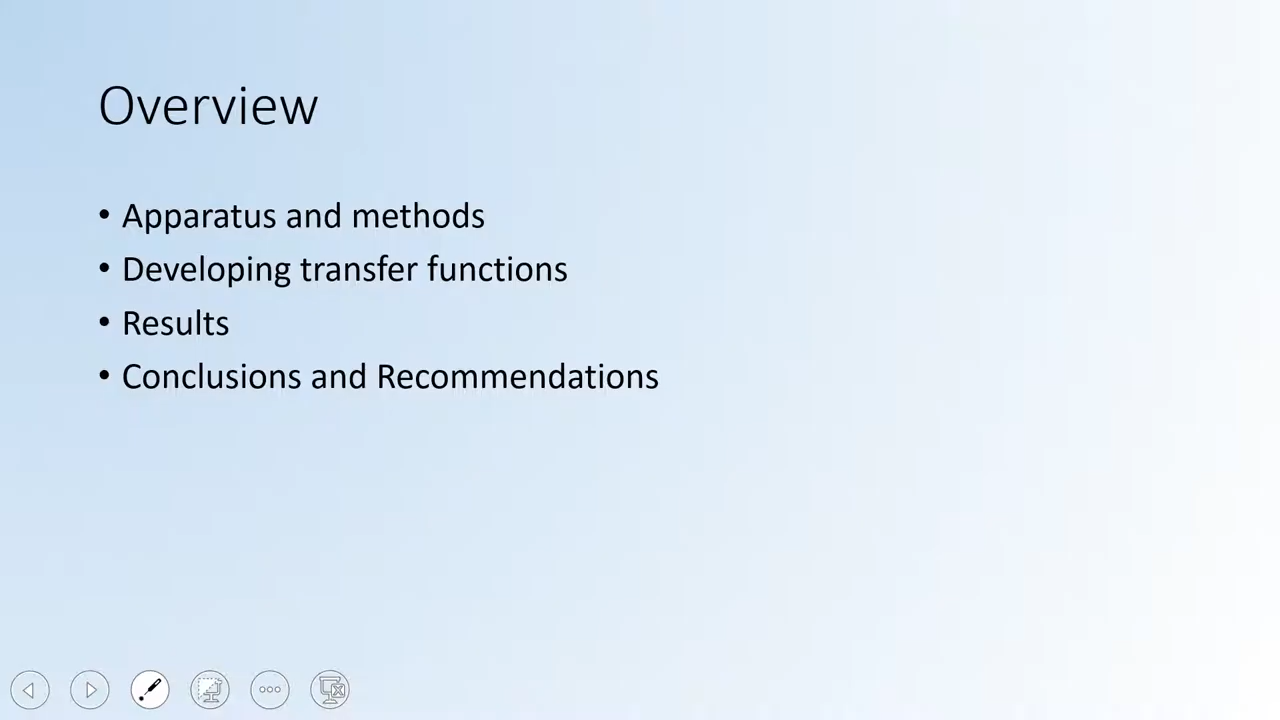 Overview
• Apparatus and methods
• Developing transfer functions
• Results
• Conclusions and Recommendations